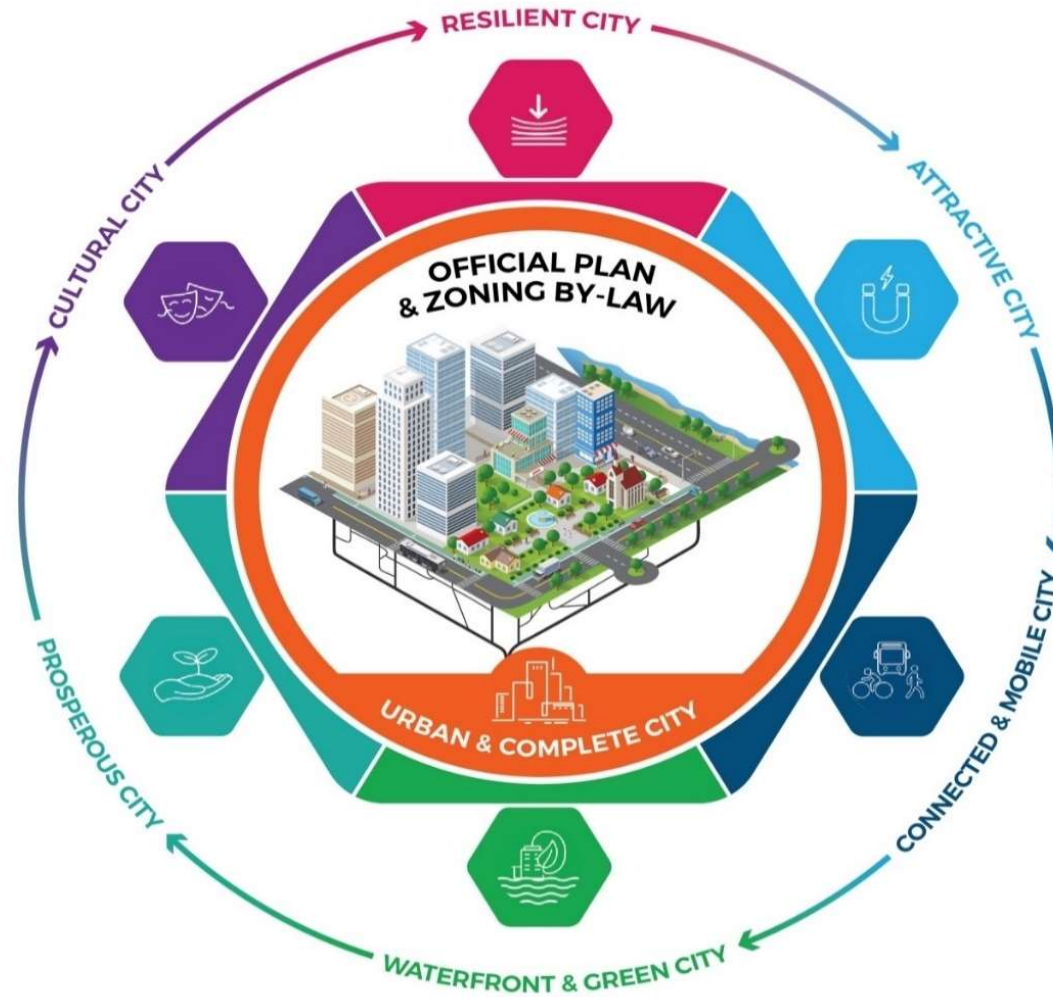 RESILIENT CITY
ATTRACTIVE CITY
CONNECTED & MOBILE CITY
WATERFRONT & GREEN CITY
PROSPEROUS CITY
CULTURAL CITY
OFFICIAL PLAN
& ZONING BY-LAW
URBAN & COMPLETE CITY